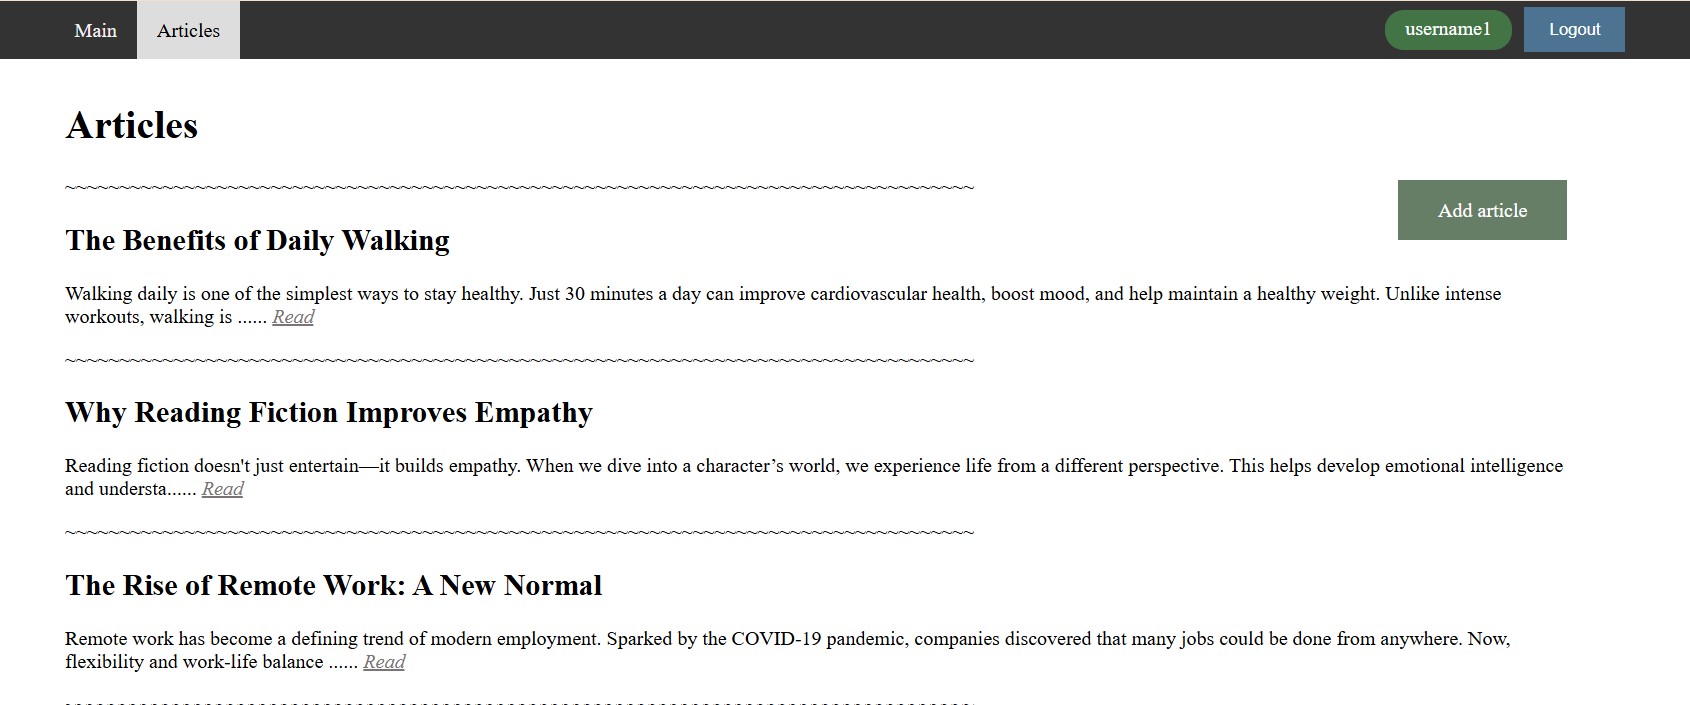 Main Articles username1 Logout
Articles
~~~~~~~~~~~~~~~~~~~~~~~~~~~~~~~~~~~~~~~~~~~~~~~~~~~~~~~~~~~~~~~~~~~~~~~~~~~~~~~~~~~~
Add article
The Benefits of Daily Walking
Walking daily is one of the simplest ways to stay healthy. Just 30 minutes a day can improve cardiovascular health, boost mood, and help maintain a healthy weight. Unlike intense
workouts, walking is ...... Read
~~~~~~~~~~~~~~~~~~~~~~~~~~~~~~~~~~~~~~~~~~~~~~~~~~~~~~~~~~~~~~~~~~~~~~~~~~~~~~~~~~~~
Why Reading Fiction Improves Empathy
Reading fiction doesn't just entertain—it builds empathy. When we dive into a character’s world, we experience life from a different perspective. This helps develop emotional intelligence
and understa...... Read
~~~~~~~~~~~~~~~~~~~~~~~~~~~~~~~~~~~~~~~~~~~~~~~~~~~~~~~~~~~~~~~~~~~~~~~~~~~~~~~~~~~~
The Rise of Remote Work: A New Normal
Remote work has become a defining trend of modern employment. Sparked by the COVID-19 pandemic, companies discovered that many jobs could be done from anywhere. Now,
flexibility and work-life balance ...... Read
~~~~~~~~~~~~~~~~~~~~~~~~~~~~~~~~~~~~~~~~~~~~~~~~~~~~~~~~~~~~~~~~~~~~~~~~~~~~~~~~~~~~